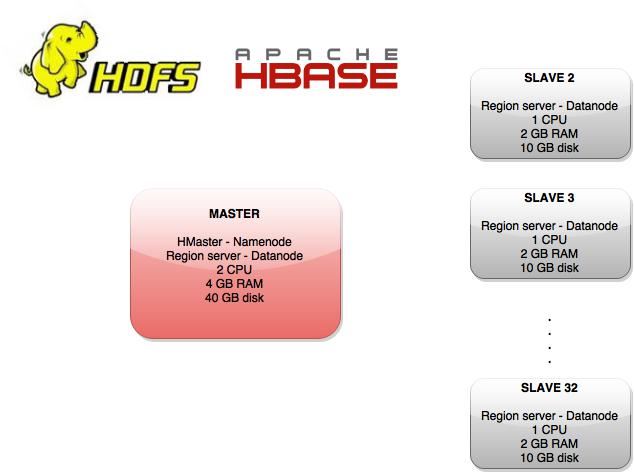 HDFS
APACHE
HBASE
SLAVE 2
Region server - Datanode
1 CPU
2 GB RAM
10 GB disk
MASTER
HMaster - Namenode
Region server - Datanode
2 CPU
4 GB RAM
40 GB disk
SLAVE 3
Region server - Datanode
1 CPU
2 GB RAM
10 GB disk
.
.
.
.
SLAVE 32
Region server - Datanode
1 CPU
2 GB RAM
10 GB disk